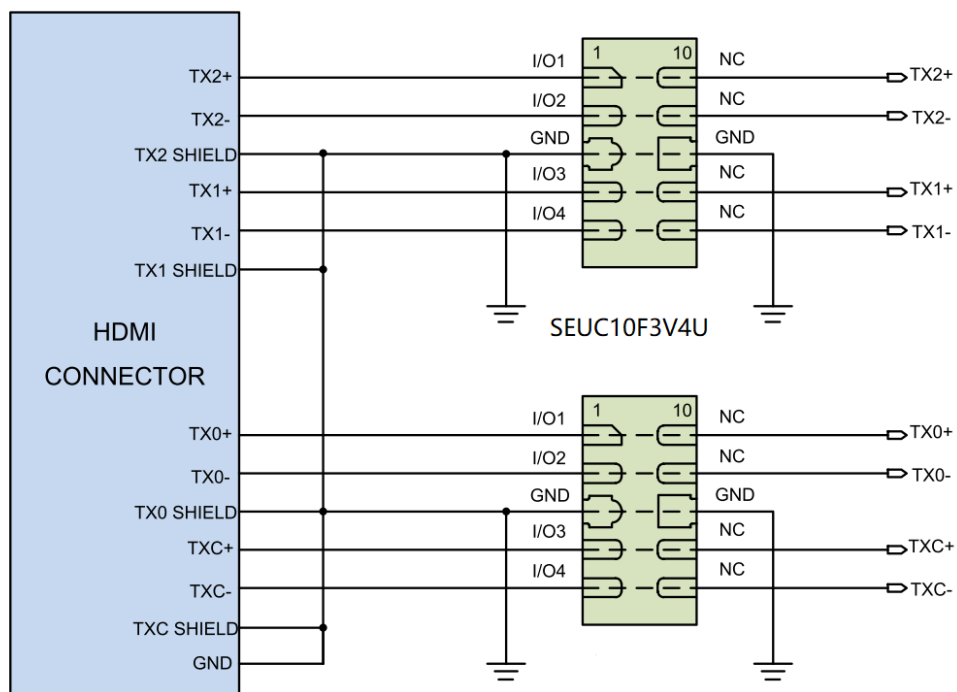 1 10
I/O1 NC
TX2+ TX2+
I/O2 NC
TX2- TX2-
GND GND
TX2 SHIELD
I/O3 NC
TX1+ TX1+
I/O4 NC
TX1- TX1-
TX1 SHIELD
SEUC10F3V4U
HDMI
CONNECTOR
1 10
I/O1 NC
TX0+ TX0+
I/O2 NC
TX0- TX0-
GND GND
TX0 SHIELD
I/O3 NC
TXC+ TXC+
I/O4 NC
TXC- TXC-
TXC SHIELD
GND